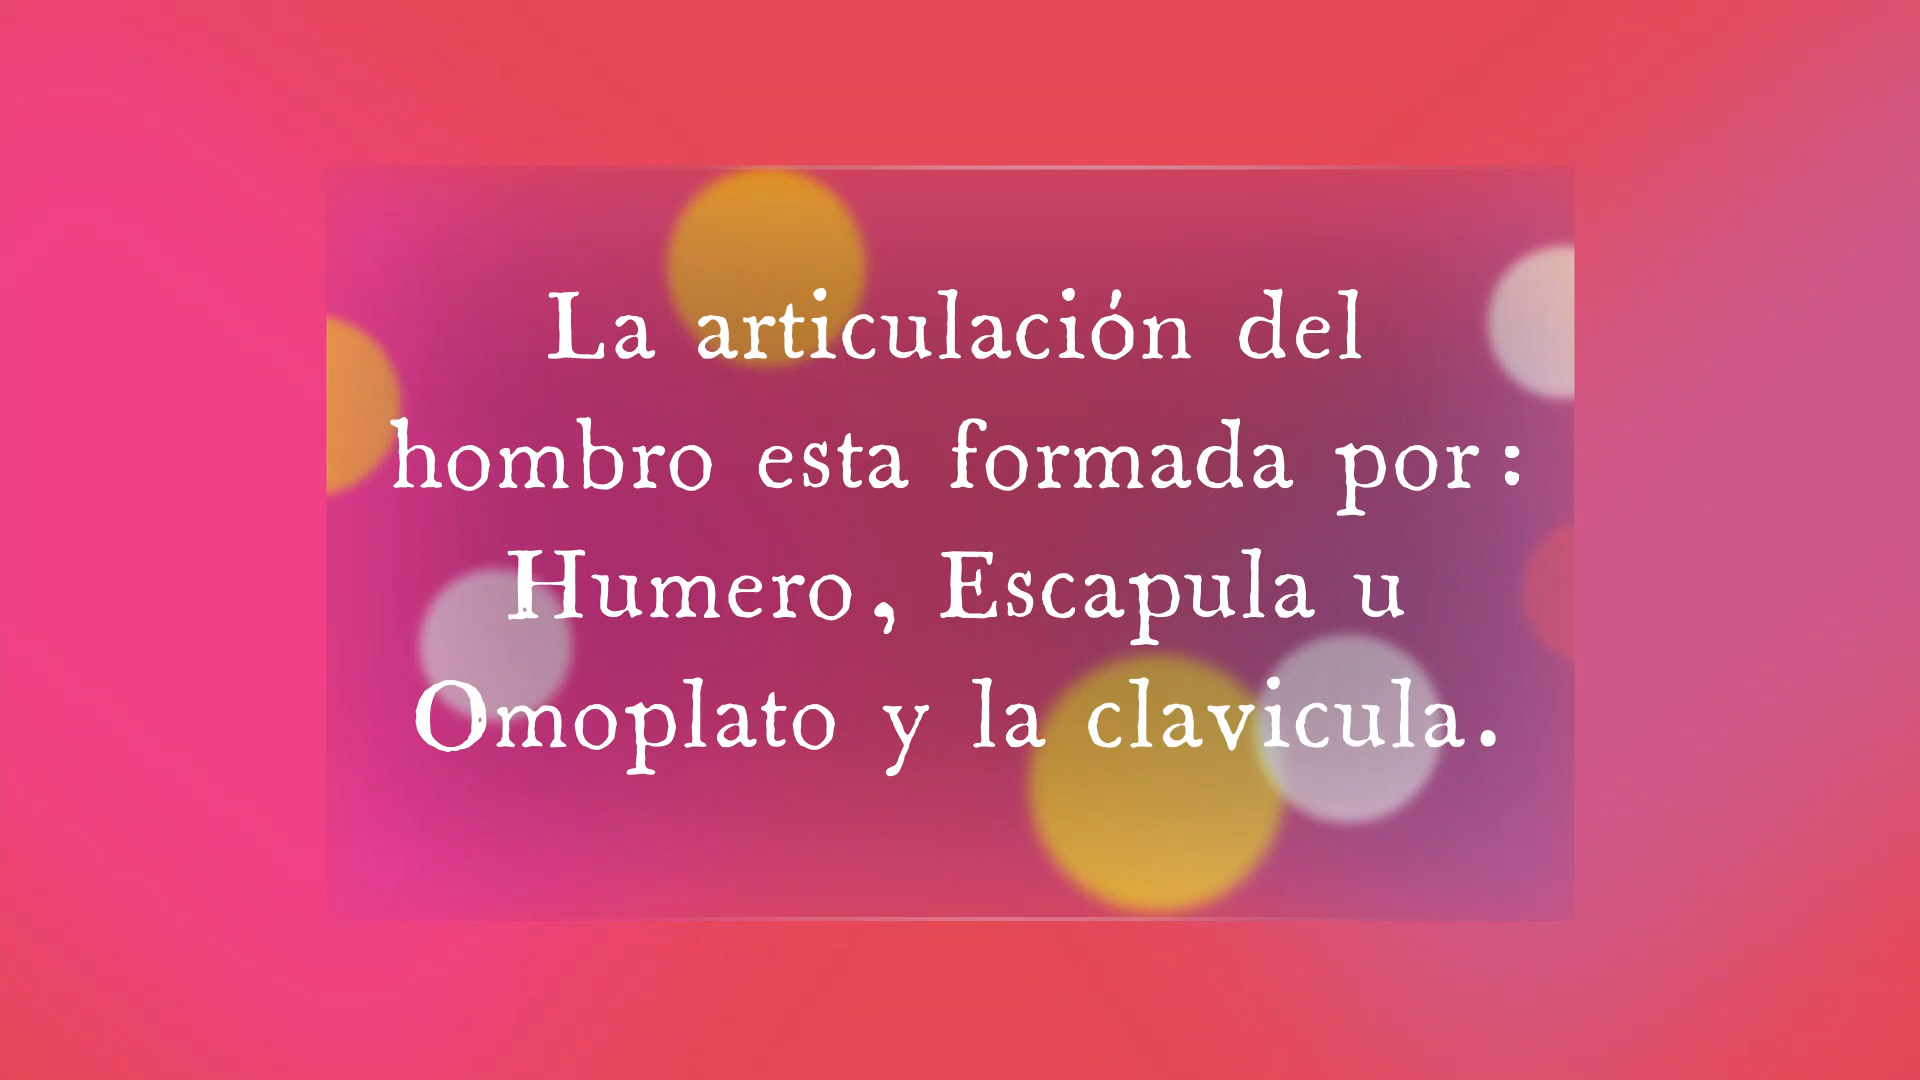 La articulación del
hombro esta formada por:
Humero, Escapula u
Omoplato y la clavicula.